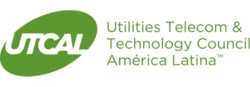 UTCAL
Utilities Telecom &
Technology Council
América Latina™